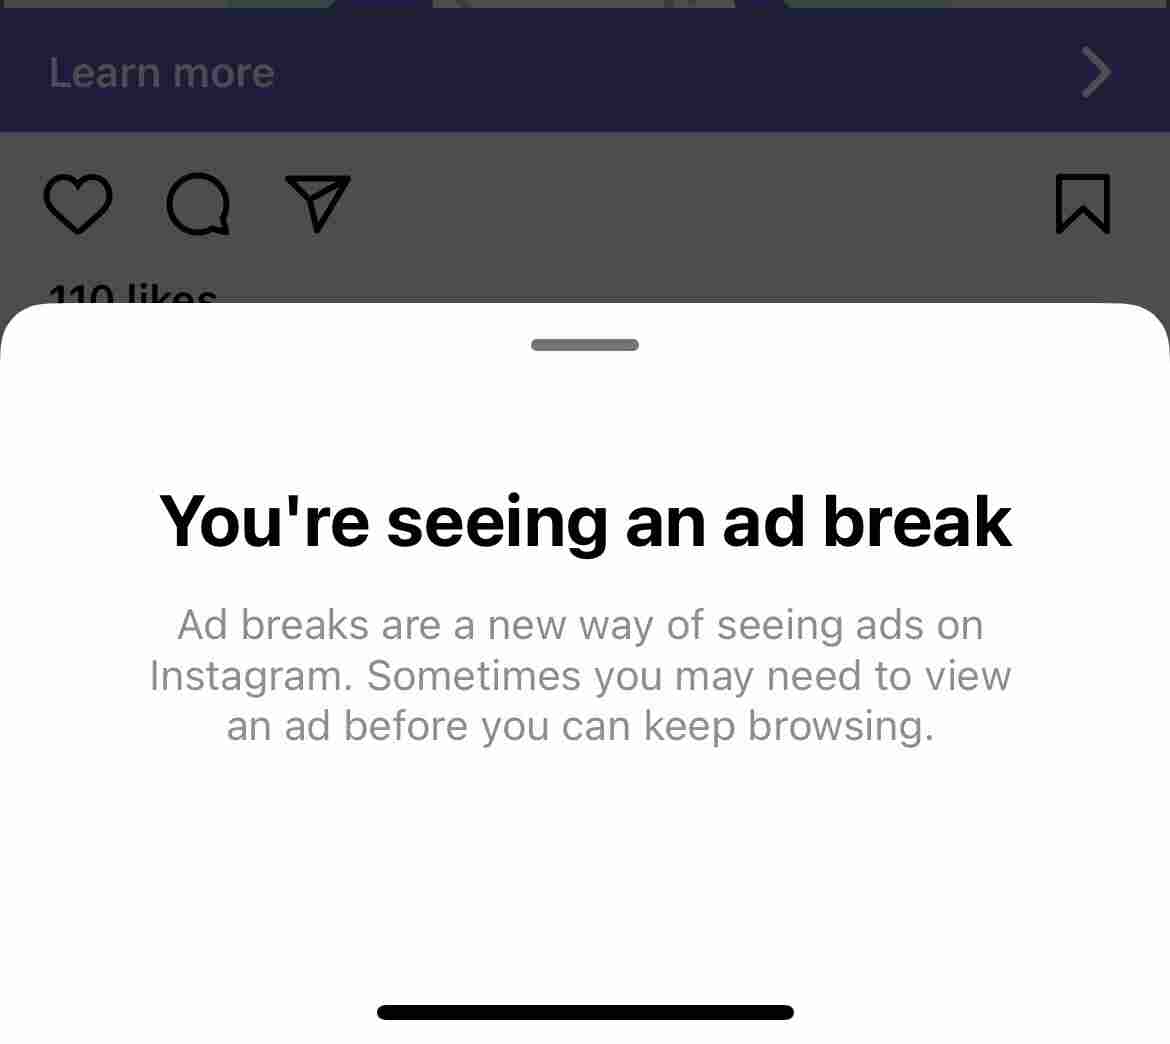 Learn more
110 likes
You're seeing an ad break
Ad breaks are a new way of seeing ads on
Instagram. Sometimes you may need to view
an ad before you can keep browsing.